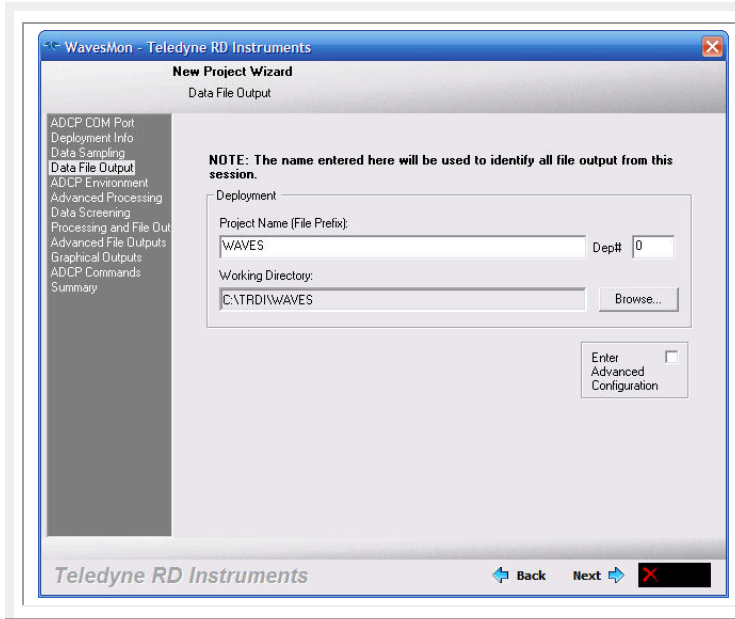 WavesMon - Teledyne RD Instruments
New Project Wizard
Data File Output
ADCP COM Port
Deployment Info
Data Sampling
Data File Output
ADCP Environment
Advanced Processing
Data Screening
Processing and File Out
Advanced File Outputs
Graphical Outputs
ADCP Commands
Summary
NOTE: The name entered here will be used to identify all file output from this
session.
Deployment
Project Name (File Prefix):
WAVES
Dep# 0
Working Directory:
C:\TRDI\WAVES
Browse...
Enter
Advanced
Configuration
Teledyne RD Instruments
Back
Next